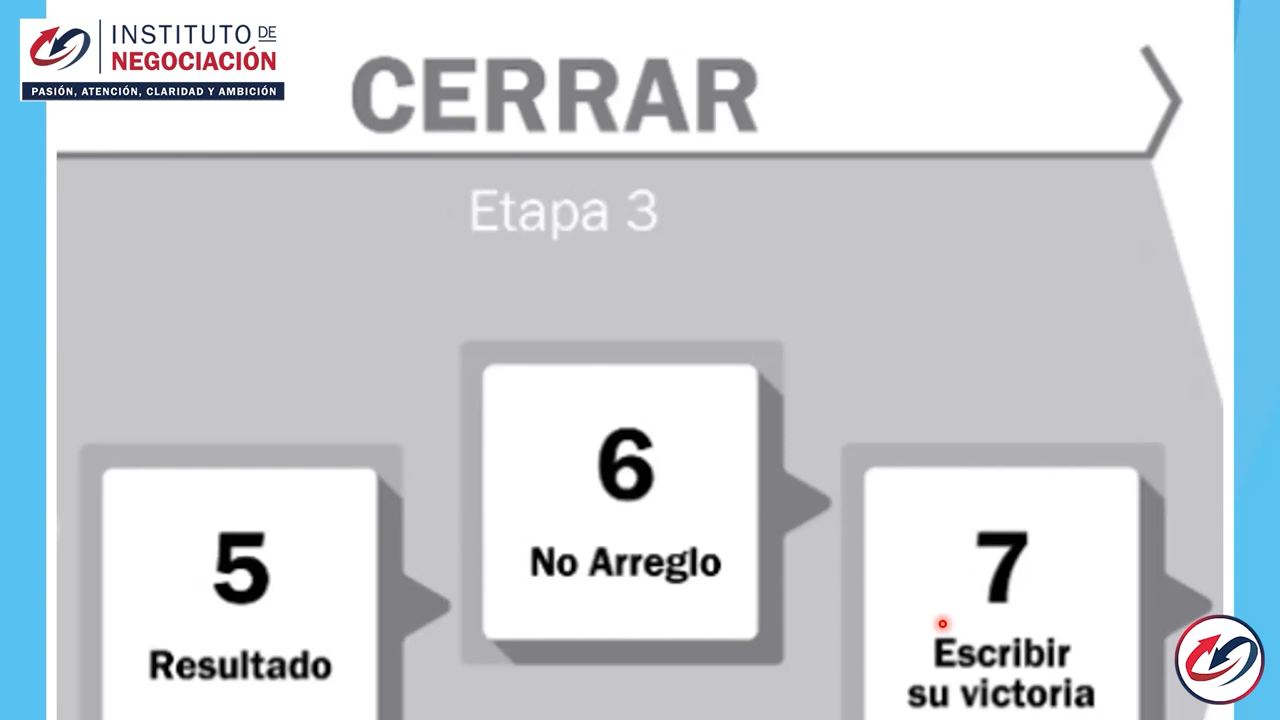 INSTITUTO DE
NEGOCIACIÓN
PASIÓN, ATENCIÓN, CLARIDAD Y AMBICIÓN
CERRAR
Etapa 3
5
Resultado
6
No Arreglo
7
Escribir
su victoria